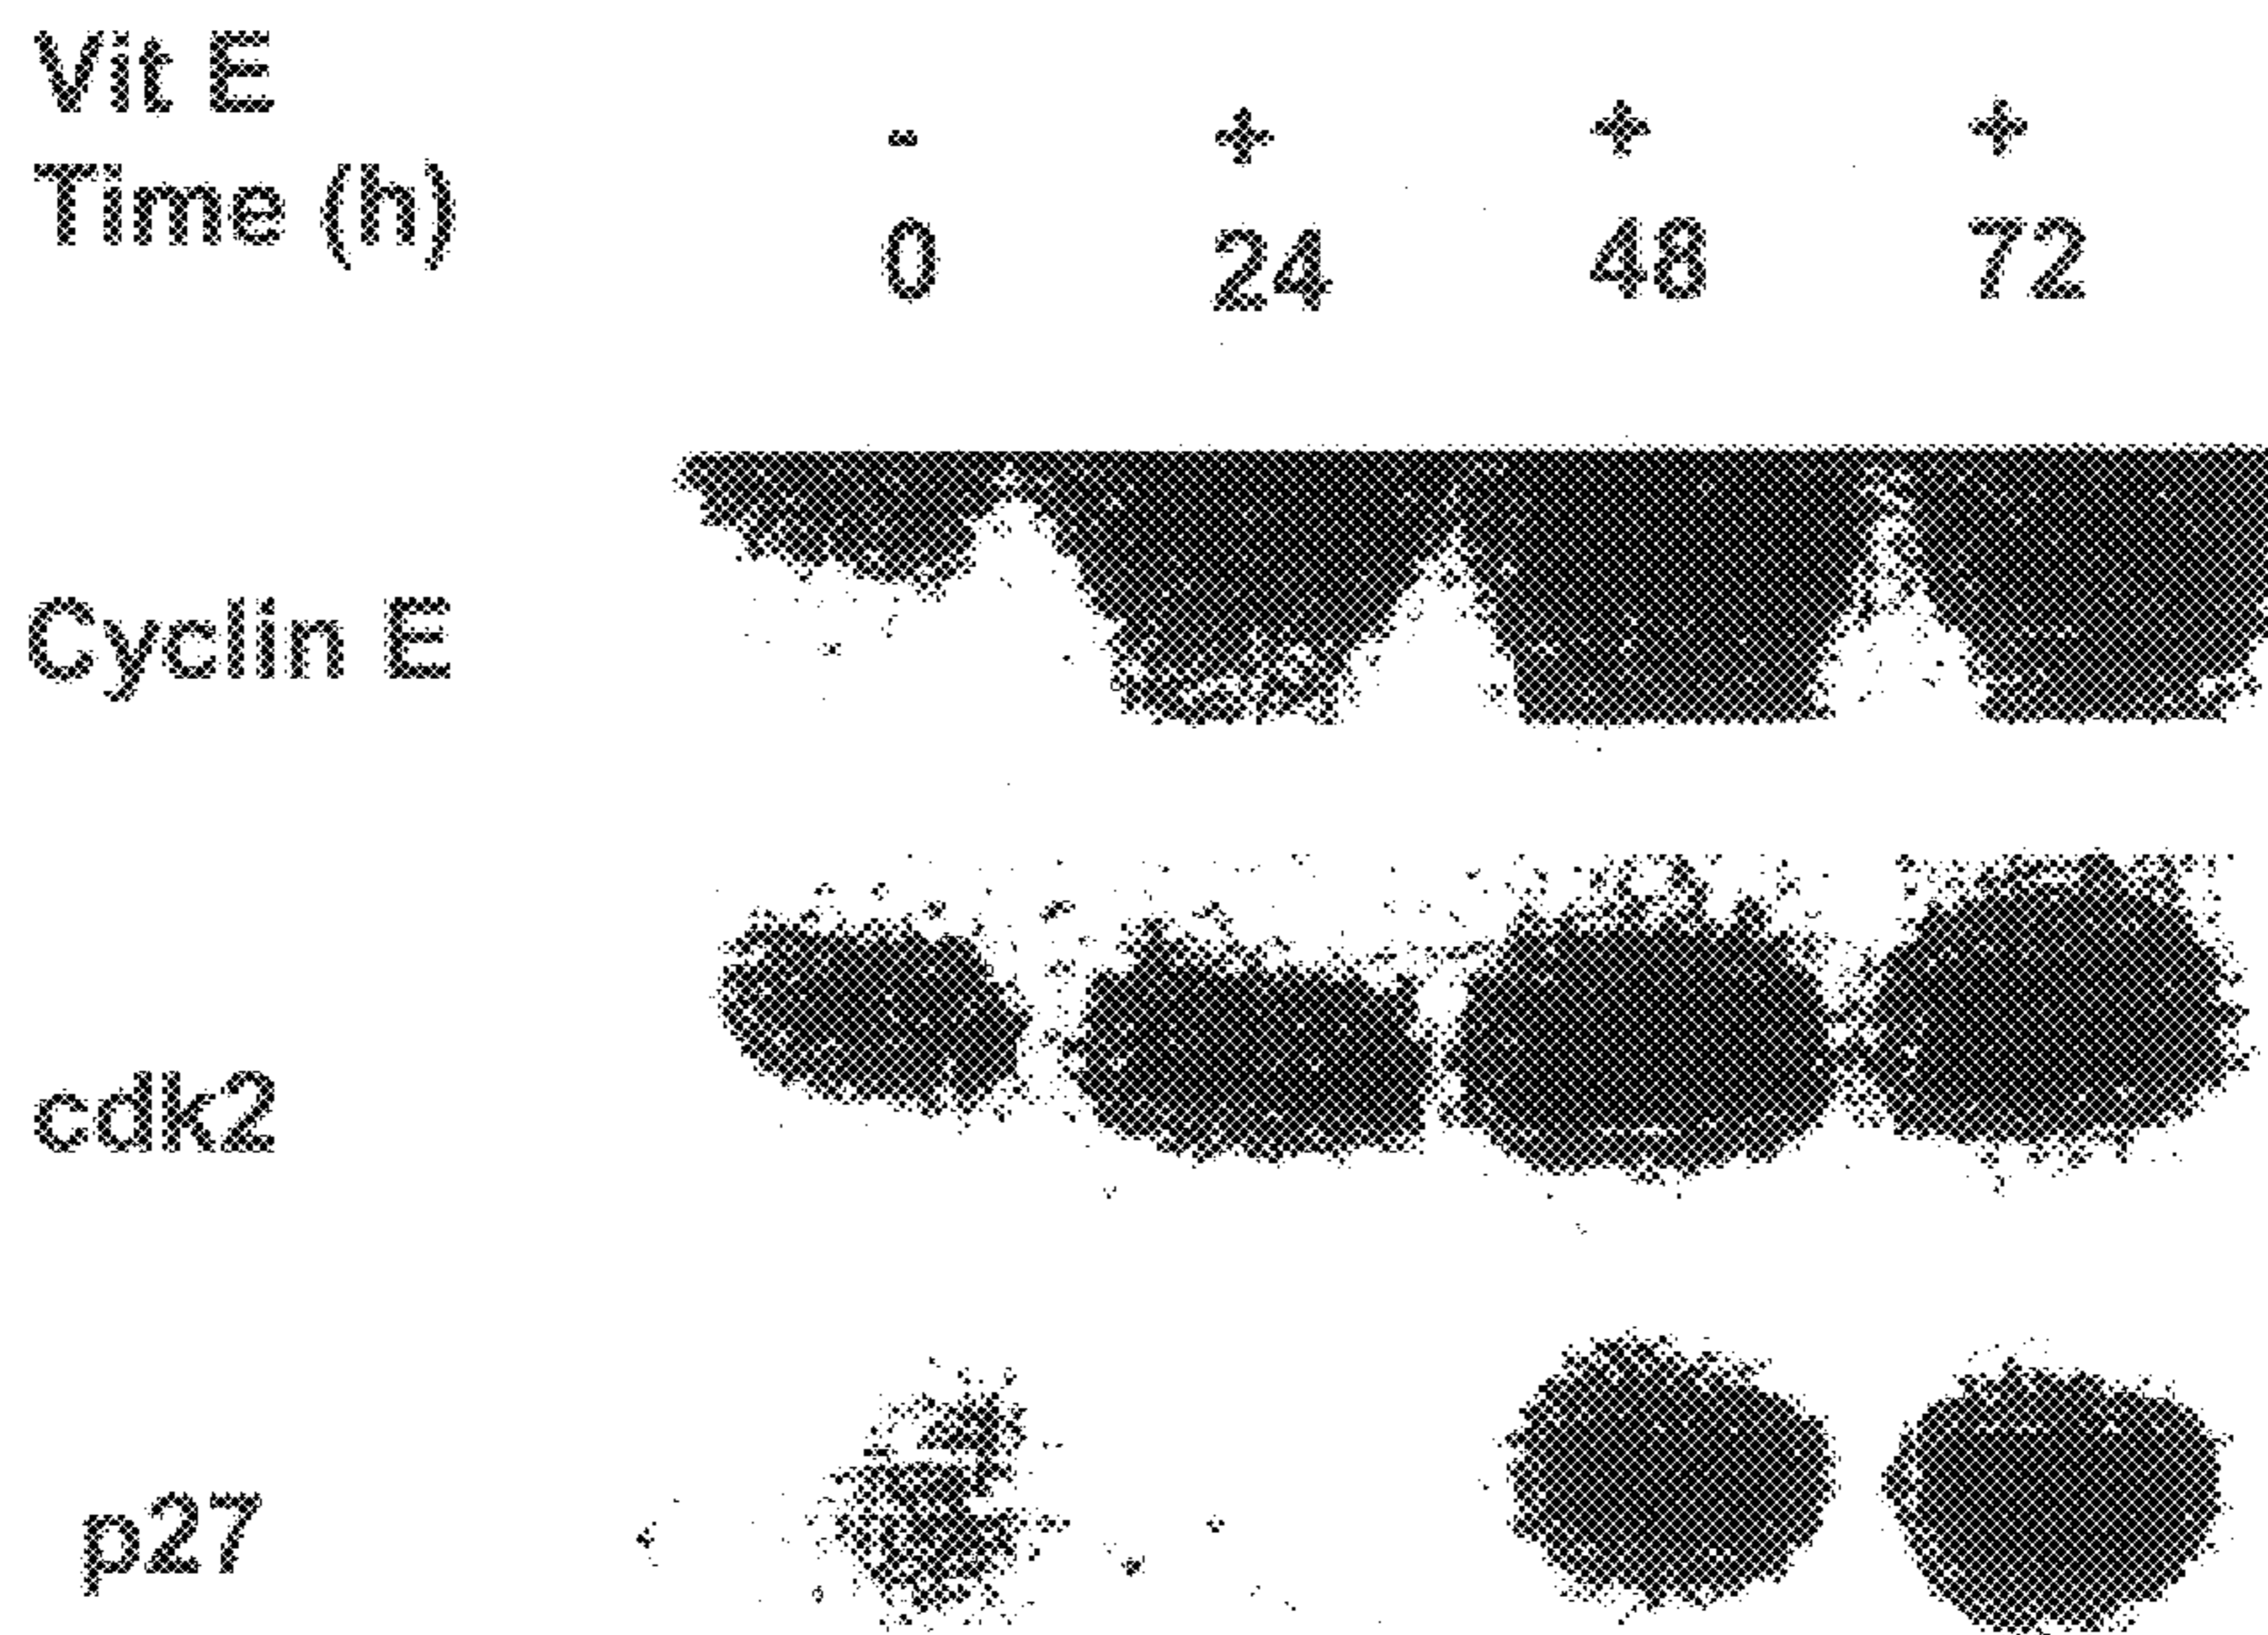 Vit E - + + +
Time (h) 0 24 48 72
Cyclin E
cdk2
p27